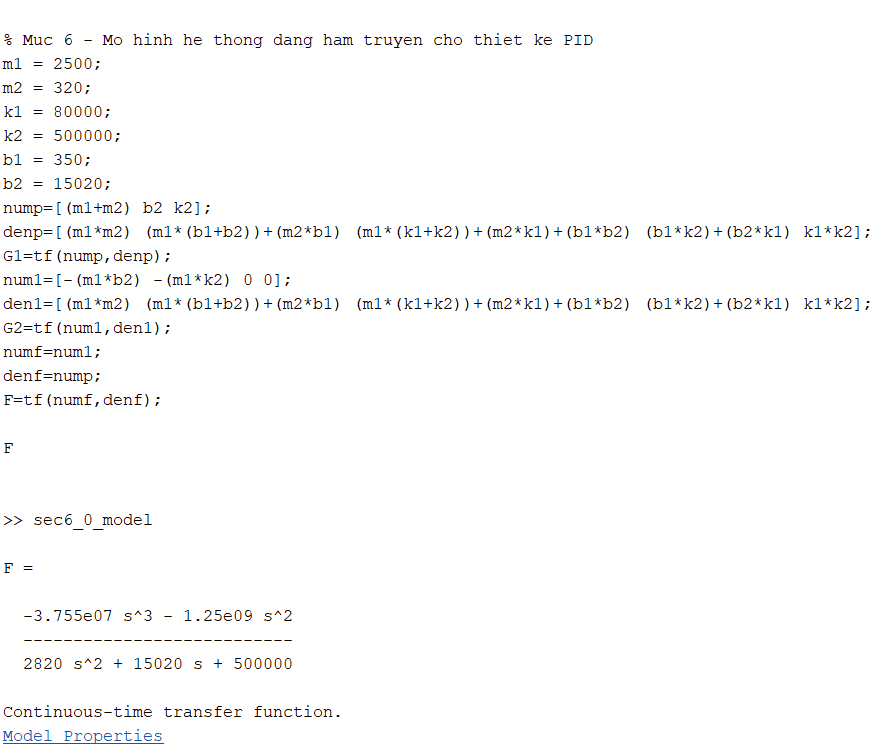 % Muc 6 - Mo hinh he thong dang ham truyen cho thiet ke PID
m1 = 2500;
m2 = 320;
k1 = 80000;
k2 = 500000;
b1 = 350;
b2 = 15020;
nump=[(m1+m2) b2 k2];
denp=[(m1*m2) (m1*(b1+b2))+(m2*b1) (m1*(k1+k2))+(m2*k1)+(b1*b2) (b1*k2)+(b2*k1) k1*k2];
G1=tf(nump,denp);
num1=[-(m1*b2) -(m1*k2) 0 0];
den1=[(m1*m2) (m1*(b1+b2))+(m2*b1) (m1*(k1+k2))+(m2*k1)+(b1*b2) (b1*k2)+(b2*k1) k1*k2];
G2=tf(num1,den1);
numf=num1;
denf=nump;
F=tf(numf,denf);
F
>> sec6_0_model
F =
-3.755e07 s^3 - 1.25e09 s^2
---------------------------
2820 s^2 + 15020 s + 500000
Continuous-time transfer function.
Model Properties